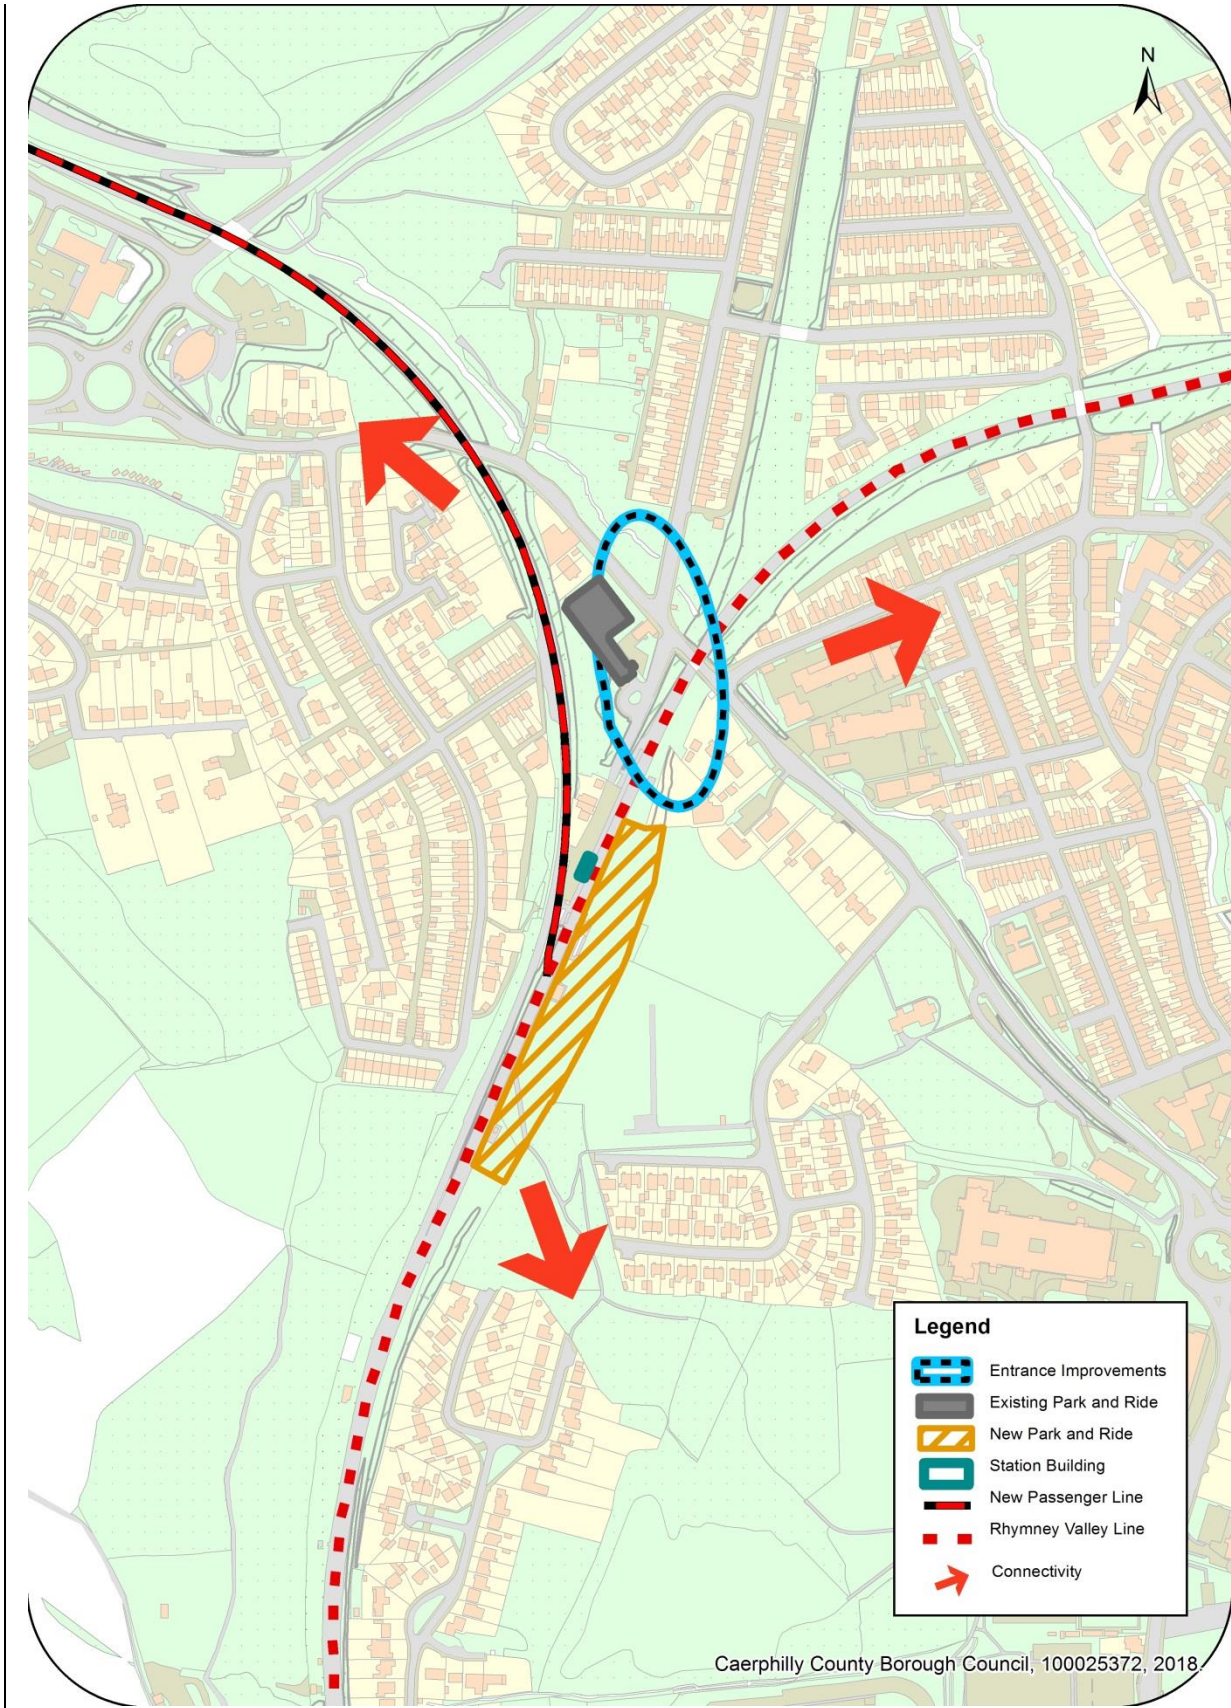 N
Legend
Entrance Improvements
Existing Park and Ride
New Park and Ride
Station Building
New Passenger Line
Rhymney Valley Line
Connectivity
Caerphilly County Borough Council, 100025372, 2018.